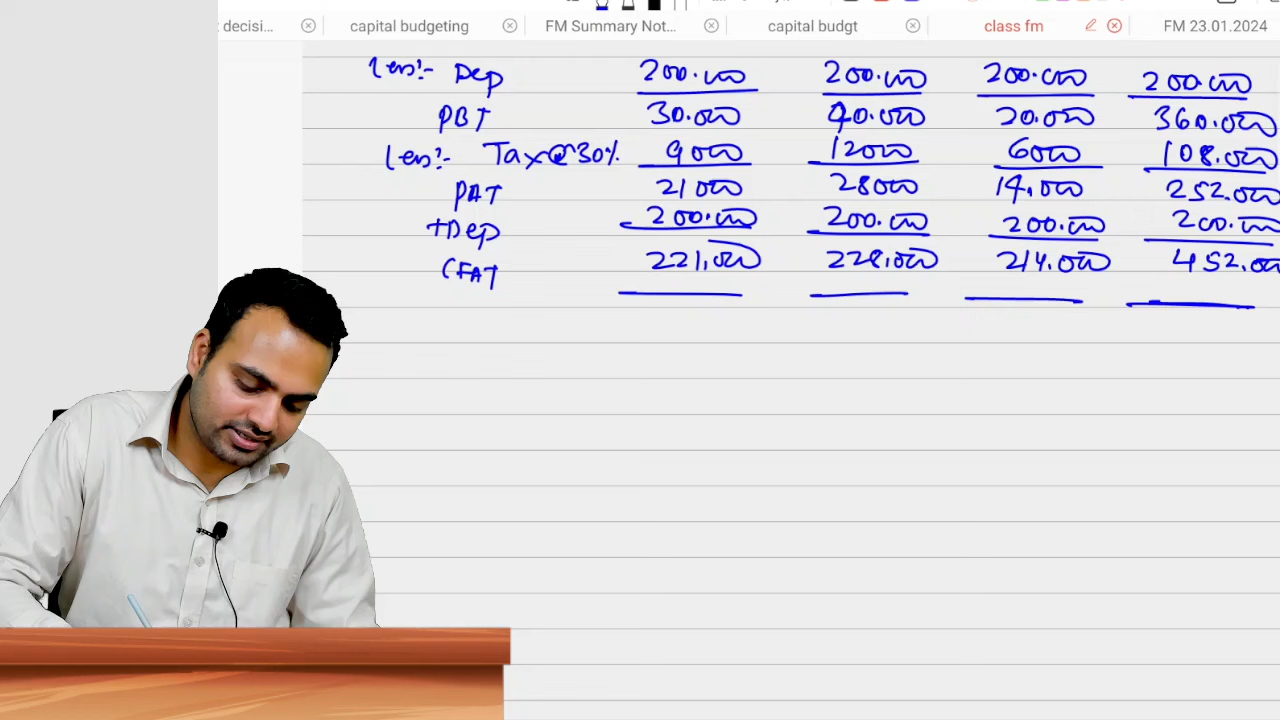 t decisi... capital budgeting FM Summary Not... capital budgt class fm FM 23.01.2024
Less:- Dep 200.000 200.000 200.000 200.000
PBT 30.000 40.000 20.000 360.000
Less:- Tax@30% 9000 12000 6000 108.000
PAT 21000 28000 14.000 252.000
+Dep 200.000 200.000 200.000 200.000
CFAT 221,000 228,000 214.000 452.000